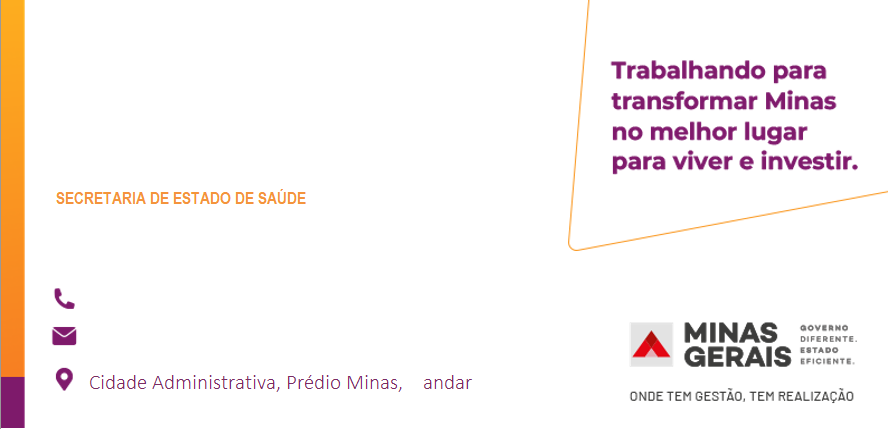 Trabalhando para
transformar Minas
no melhor lugar
para viver e investir.
SECRETARIA DE ESTADO DE SAÚDE
Cidade Administrativa, Prédio Minas, andar
MINAS
GERAIS
GOVERNO
DIFERENTE.
ESTADO
EFICIENTE.
ONDE TEM GESTÃO, TEM REALIZAÇÃO